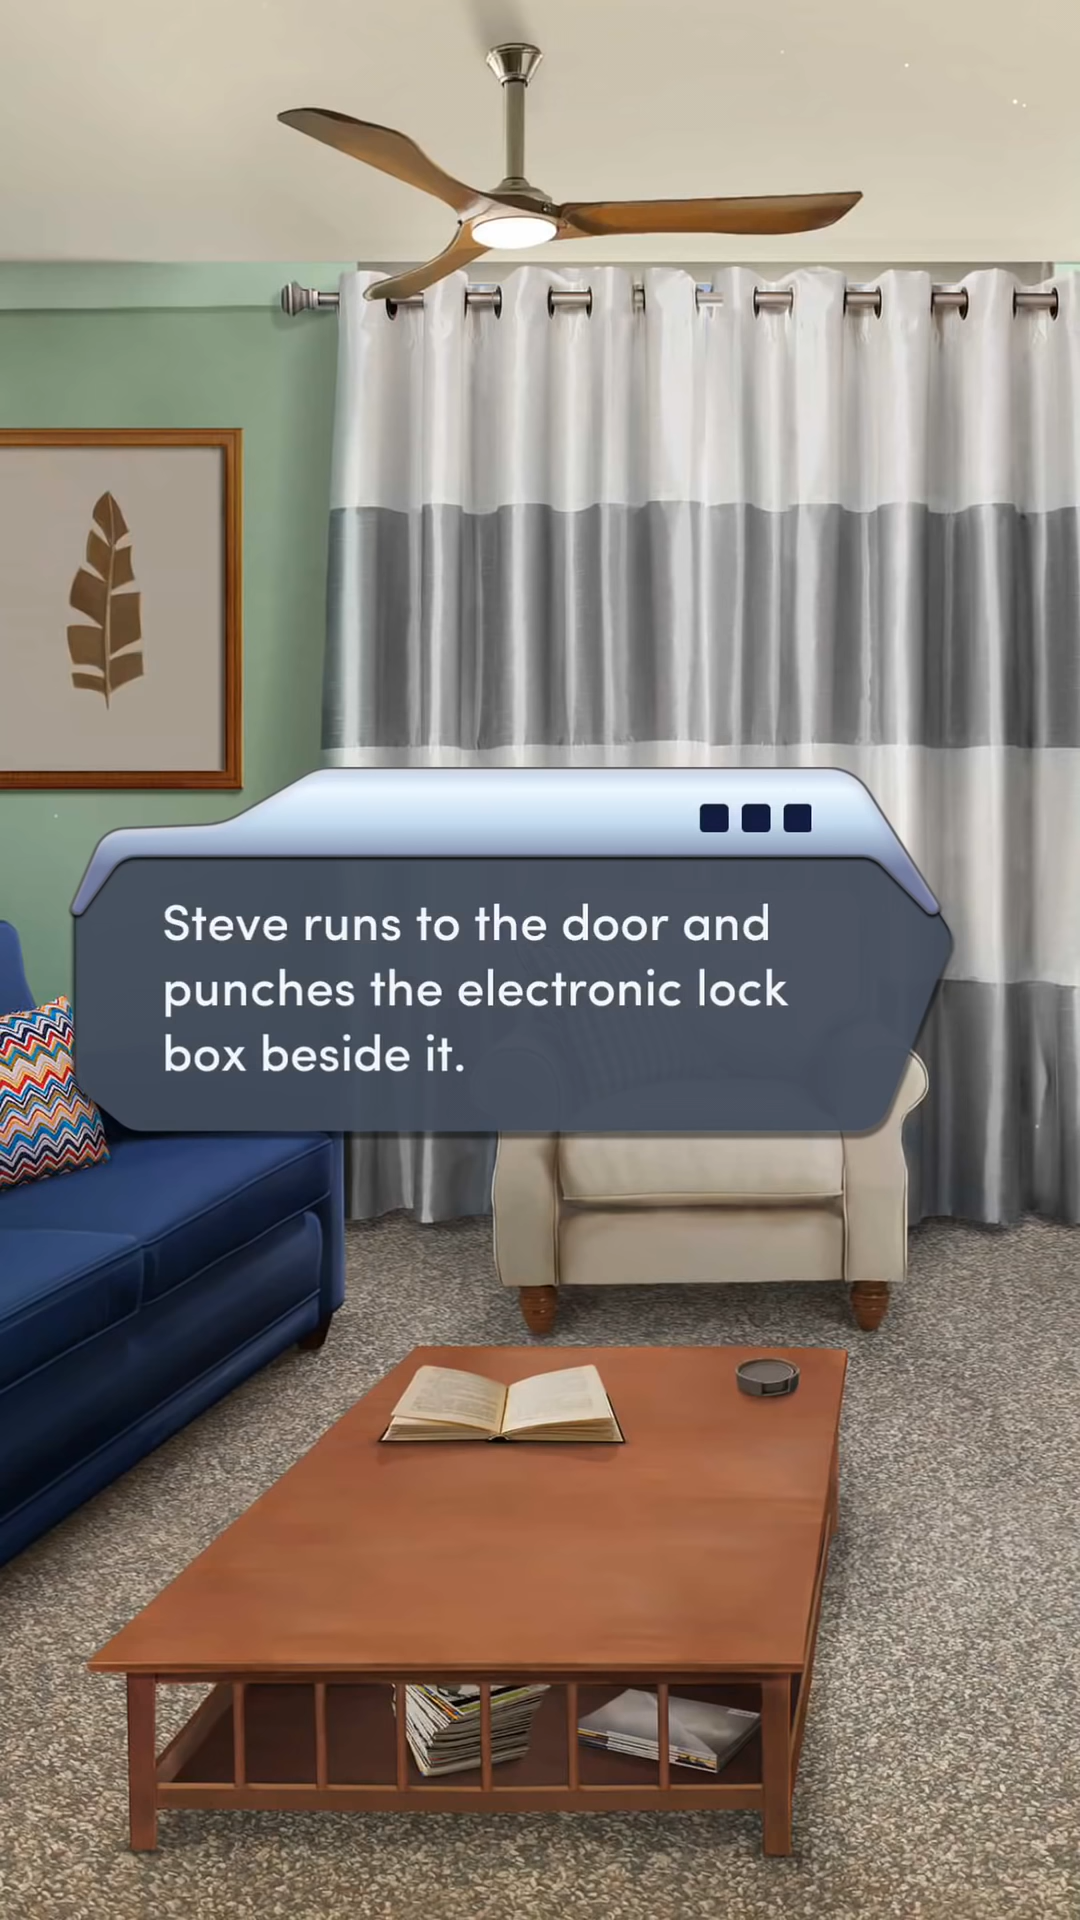 Steve runs to the door and
punches the electronic lock
box beside it.